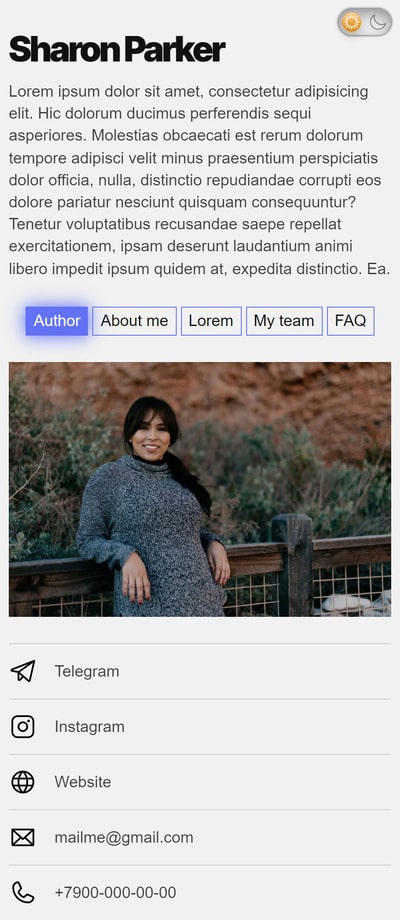 Sharon Parker
Lorem ipsum dolor sit amet, consectetur adipisicing
elit. Hic dolorum ducimus perferendis sequi
asperiores. Molestias obcaecati est rerum dolorum
tempore adipisci velit minus praesentium perspiciatis
dolor officia, nulla, distinctio repudiandae corrupti eos
dolore pariatur nesciunt quisquam consequuntur?
Tenetur voluptatibus recusandae saepe repellat
exercitationem, ipsam deserunt laudantium animi
libero impedit ipsum quidem at, expedita distinctio. Ea.
Author About me Lorem My team FAQ
Telegram
Instagram
Website
mailme@gmail.com
+7900-000-00-00